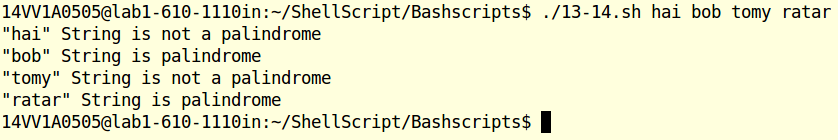 14VV1A0505@lab1-610-1110in:~/ShellScript/Bashscripts$ ./13-14.sh hai bob tomy ratar
"hai" String is not a palindrome
"bob" String is palindrome
"tomy" String is not a palindrome
"ratar" String is palindrome
14VV1A0505@lab1-610-1110in:~/ShellScript/Bashscripts$